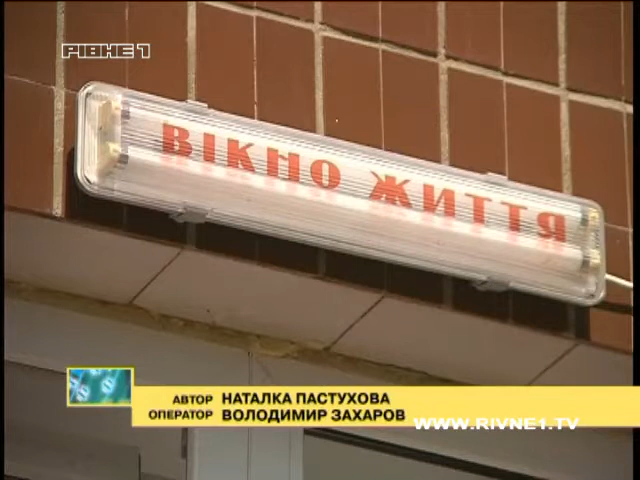 РІВНЕ 1
ВІКНО ЖИТТЯ
АВТОР НАТАЛКА ПАСТУХОВА
ОПЕРАТОР ВОЛОДИМИР ЗАХАРОВ
WWW.RIVNE1.TV